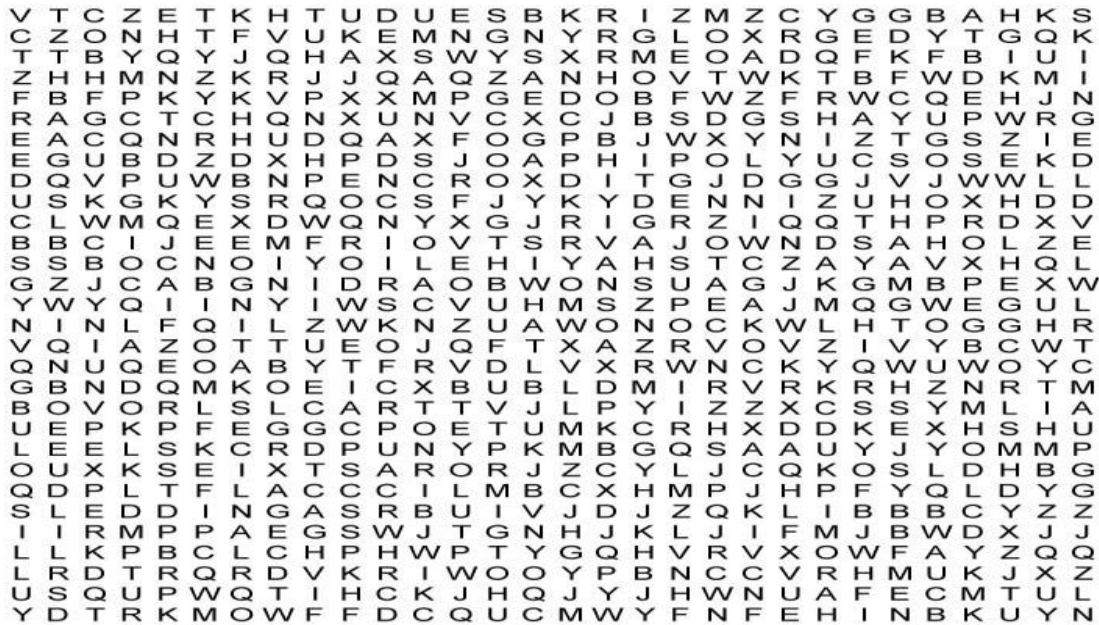 V T C Z E T K H T U D U E S B K R I Z M Z C Y G G B A H K S
C Z O N H T F V U K E M N G N Y R G L O X R G E D Y T G Q K
T T B Y Q Y J Q H A X S W Y S X R M E O A D Q F K F B I U I
Z H H M N Z K R J J Q A Q Z A N H O V T W K T B F W D K M I
F B F P K Y K V P X X M P G E D O B F W Z F R W C Q E H J N
R A G C T C H Q N X U N V C X C J B S D G S H A Y U P W R G
E A C Q N R H U D Q A X F O G P B J W X Y N I Z T G S Z I E
E G U B D Z D X H P D S J O A P H I P O L Y U C S O S E K D
D Q V P U W B N P E N C R O X D I T G J D G G J V J W W L L
U S K G K Y S R Q O C S F J Y K Y D E N N I Z U H O X H D D
C L W M Q E X D W Q N Y X G J R I G R Z I Q Q T H P R D X V
B B C I J E E M F R I O V T S R V A J O W N D S A H O L Z E
S S B O C N O I Y O I L E H I Y A H S T C Z A Y A V X H Q L
G Z J C A B G N I D R A O B W O N S U A G J K G M B P E X W
Y W Y Q I I N Y I W S C V U H M S Z P E A J M Q G W E G U L
N I N L F Q I L Z W K N Z U A W O N O C K W L H T O G G H R
V Q I A Z O T T U E O J Q F T X A Z R V O V Z I V Y B C W T
Q N U Q E O A B Y T F R V D L V X R W N C K Y Q W U W O Y C
G B N D Q M K O E I C X B U B L D M I R V R K R H Z N R T M
B O V O R L S L C A R T T V J L P Y I Z Z X C S S Y M L I A
U E P K P F E G G C P O E T U M K C R H X D D K E X H S H U
L E E L S K C R D P U N Y P K M B G Q S A A U Y J Y O M M P
O U X K S E I X T S A R O R J Z C Y L J C Q K O S L D H B G
Q D P L T F L A C C C I L M B C X H M P J H P F Y Q L D Y G
S L E D D I N G A S R B U I V J D J Z Q K L I B B B C Y Z Z
I I R M P P A E G S W J T G N H J K L J I F M J B W D X J J
L L K P B C L C H P H W P T Y G Q H V R V X O W F A Y Z Q Q
L R D T R Q R D V K R I W O O Y P B N C C V R H M U K J X Z
U S Q U P W Q T I H C K J H Q J Y J H W N U A F E C M T U L
Y D T R K M O W F F D C Q U C M W Y F N F E H I N B K U Y N